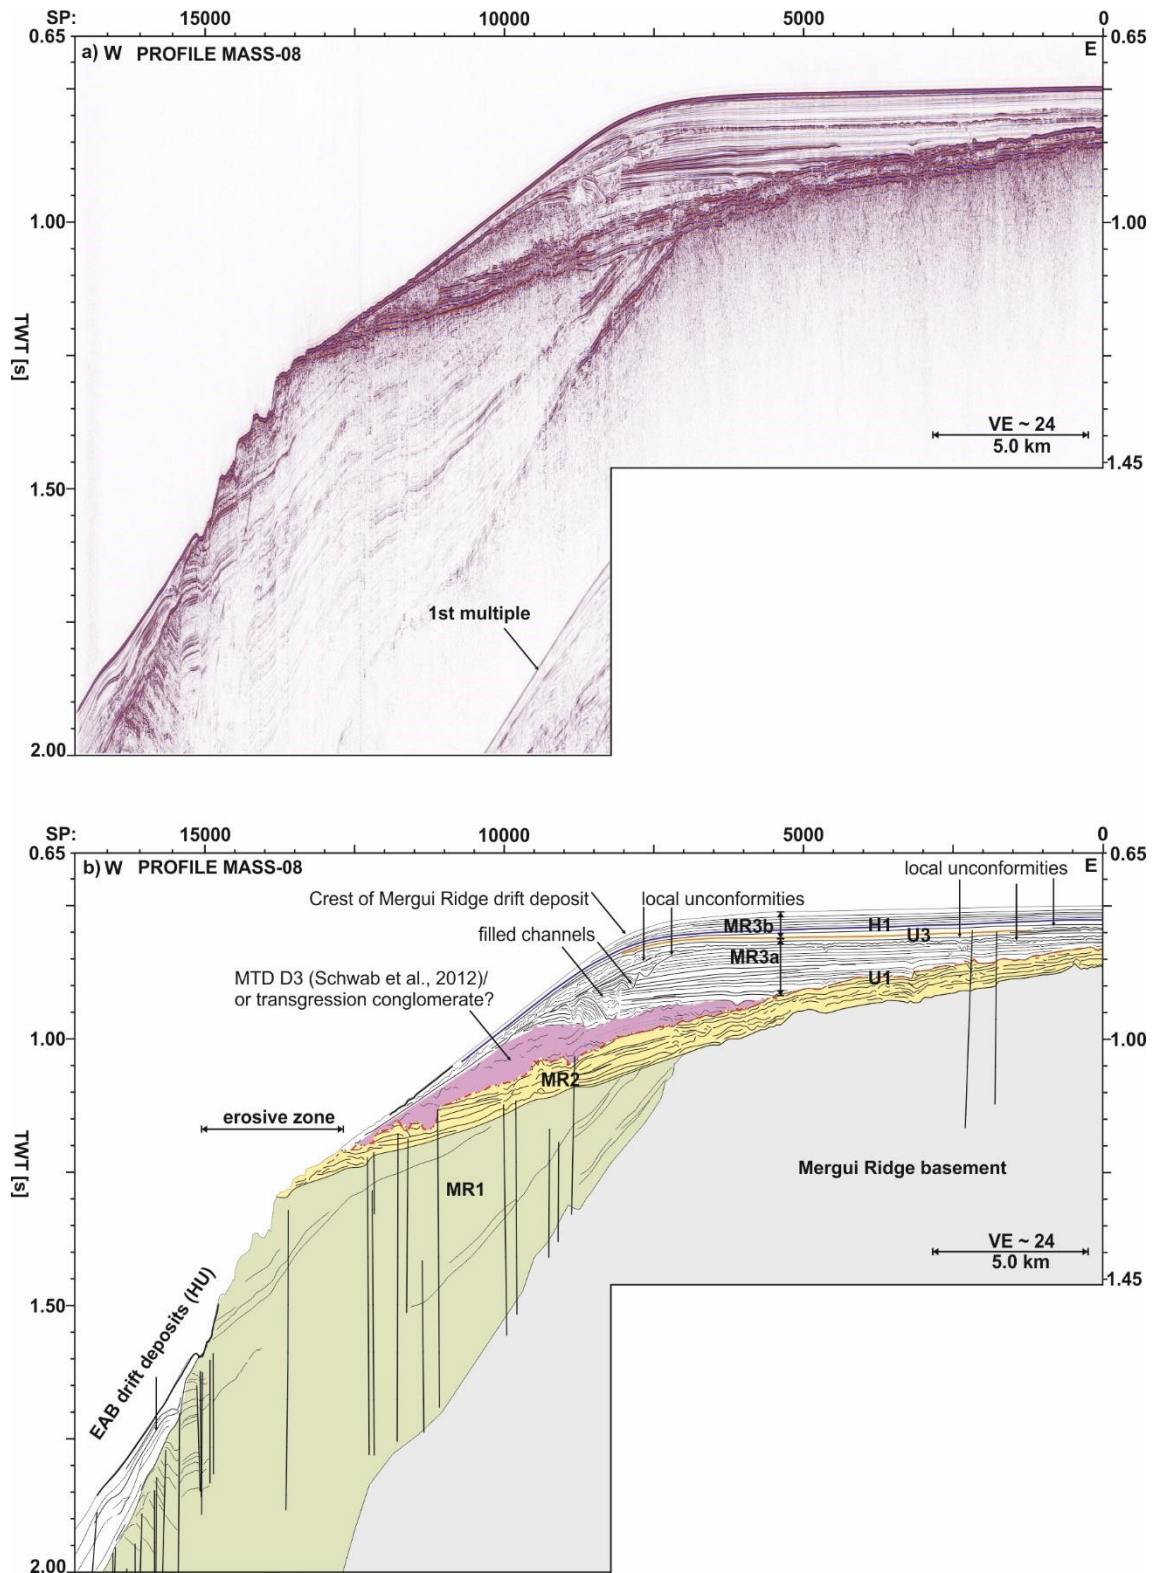 SP: 15000 10000 5000 0
0.65 0.65
a) W PROFILE MASS-08 E
1.00 1.00
TWT [s]
VE ~ 24
5.0 km
1.45
1.50
1st multiple
2.00
SP: 15000 10000 5000 0
0.65 0.65
b) W PROFILE MASS-08 E
local unconformities
Crest of Mergui Ridge drift deposit
local unconformities
MR3b
H1
U3
filled channels
MR3a
MTD D3 (Schwab et al., 2012)/
or transgression conglomerate?
U1
1.00 1.00
MR2
erosive zone
Mergui Ridge basement
TWT [s]
MR1
VE ~ 24
5.0 km
1.45
1.50
EAB drift deposits (HU)
2.00